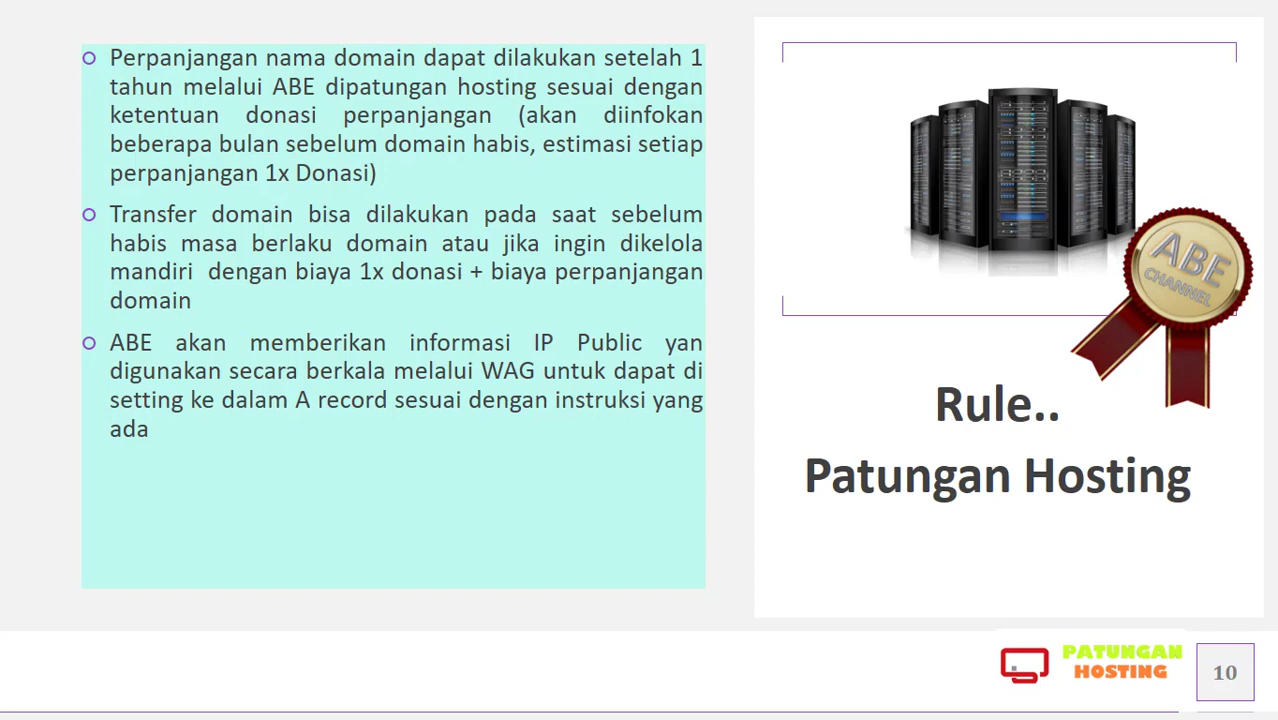 Perpanjangan nama domain dapat dilakukan setelah 1
tahun melalui ABE dipatungan hosting sesuai dengan
ketentuan donasi perpanjangan (akan diinfokan
beberapa bulan sebelum domain habis, estimasi setiap
perpanjangan 1x Donasi)
Transfer domain bisa dilakukan pada saat sebelum
habis masa berlaku domain atau jika ingin dikelola
mandiri dengan biaya 1x donasi + biaya perpanjangan
domain
ABE akan memberikan informasi IP Public yan
digunakan secara berkala melalui WAG untuk dapat di
setting ke dalam A record sesuai dengan instruksi yang
ada
ABE
CHANNEL
Rule..
Patungan Hosting
PATUNGAN
HOSTING
10